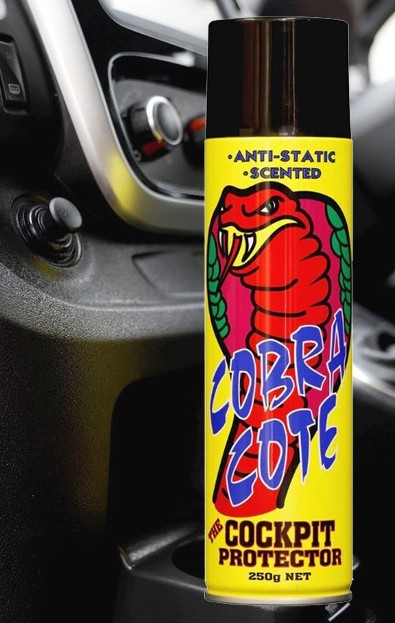 •ANTI-STATIC
•SCENTED
COBRA
COTE
THE COCKPIT
PROTECTOR
250g NET